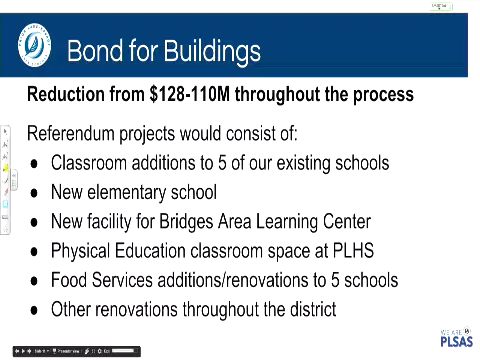 Bond for Buildings
Reduction from $128-110M throughout the process
Referendum projects would consist of:
● Classroom additions to 5 of our existing schools
● New elementary school
● New facility for Bridges Area Learning Center
● Physical Education classroom space at PLHS
● Food Services additions/renovations to 5 schools
● Other renovations throughout the district
WE ARE
PLSAS